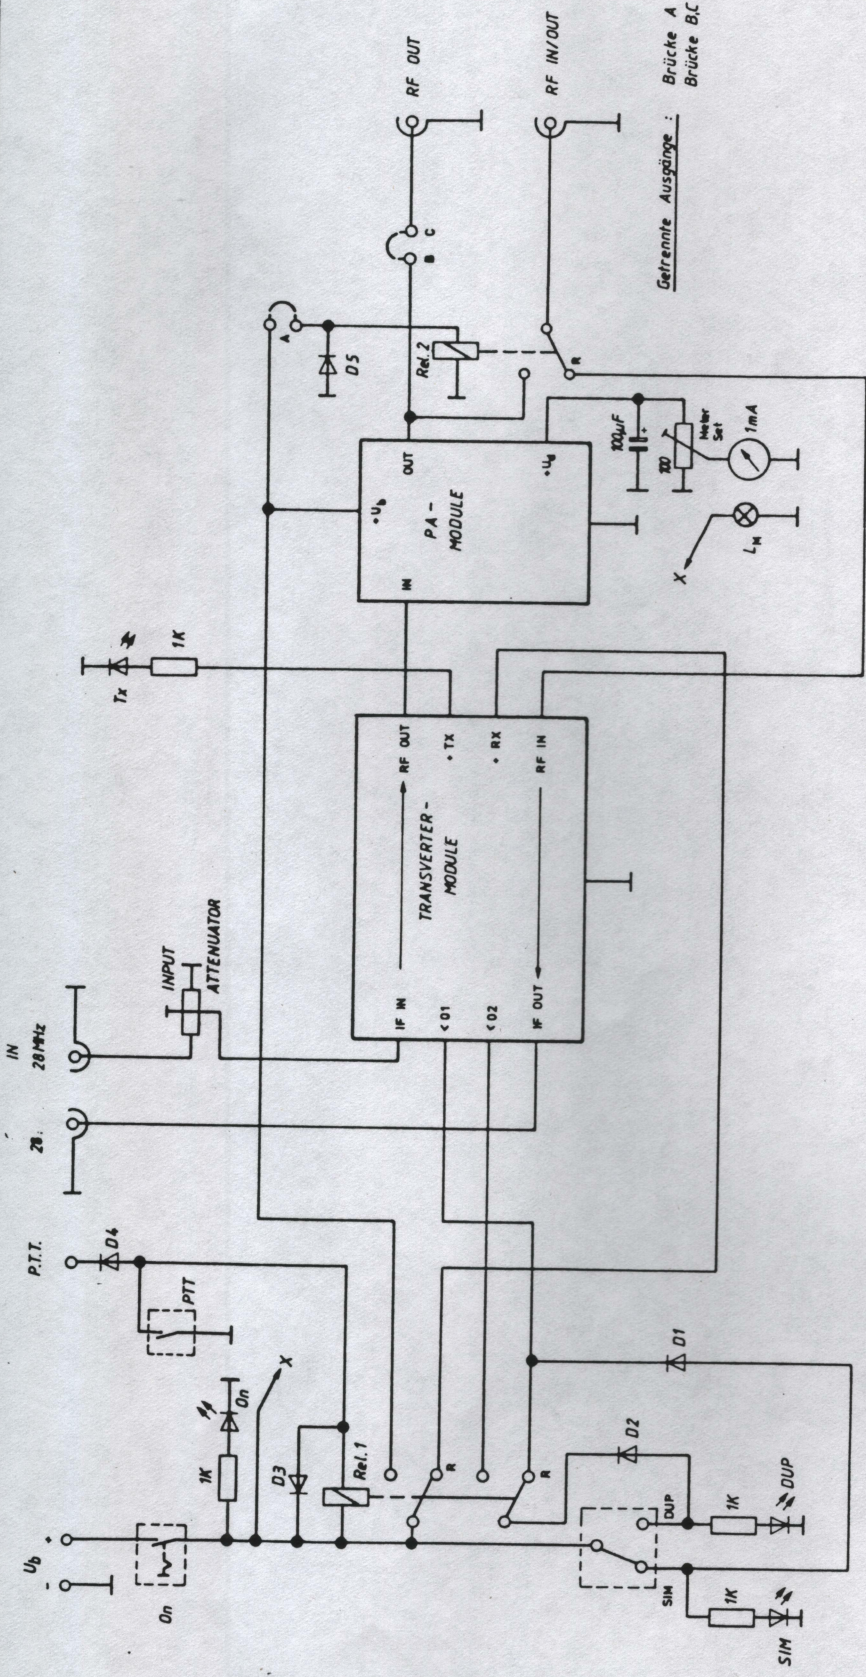 RF OUT
RF IN/OUT
Getrennte Ausgänge :
Brücke A
Brücke B,C
A
B
C
D5
Rel. 2
R
+Ub
OUT
PA-
MODULE
IN
+Ud
100µF
+
100
Meter
Set
1mA
X
LM
Tx
1K
RF OUT
+ TX
+ RX
RF IN
TRANSVERTER-
MODULE
IF IN
< 01
< 02
IF OUT
INPUT
ATTENUATOR
IN
28MHz
28
P.T.T.
D4
PTT
X
On
1K
D3
Rel.1
R
R
D1
D2
DUP
1K
DUP
SIM
1K
SIM
Ub
+
-
On